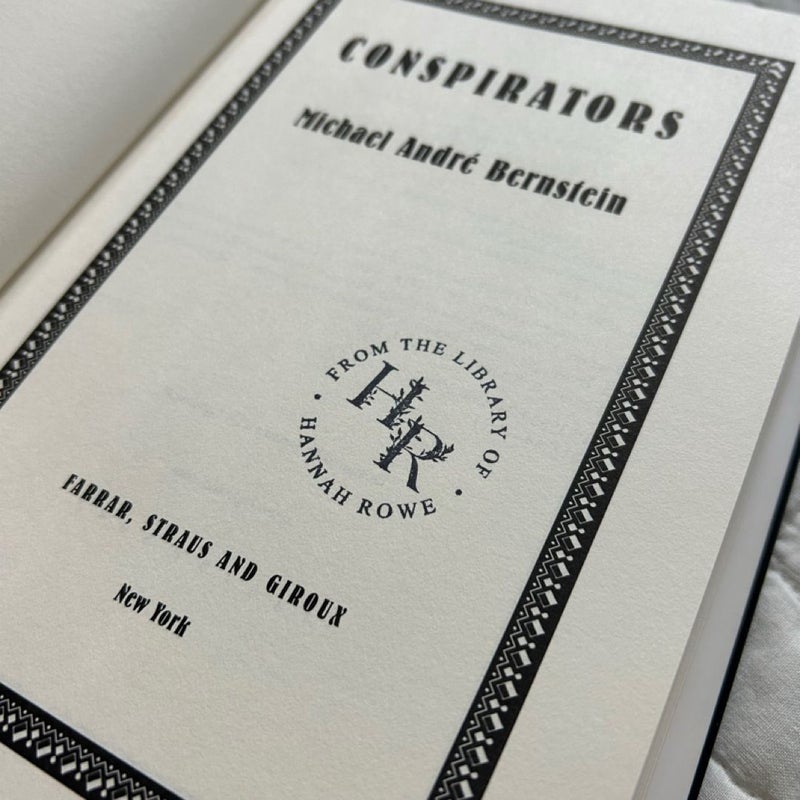 CONSPIRATORS
Michael André Bernstein
FROM THE LIBRARY OF
HR
HANNAH ROWE
FARRAR, STRAUS AND GIROUX
New York